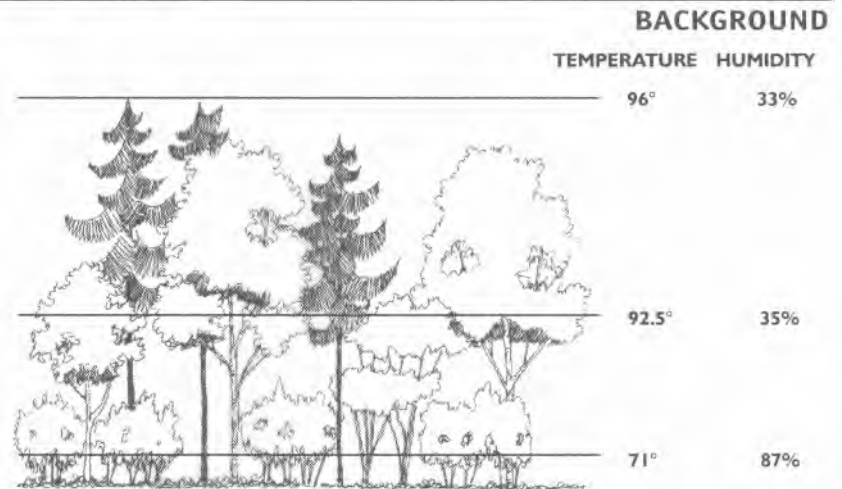 BACKGROUND
TEMPERATURE HUMIDITY
96° 33%
92.5° 35%
71° 87%